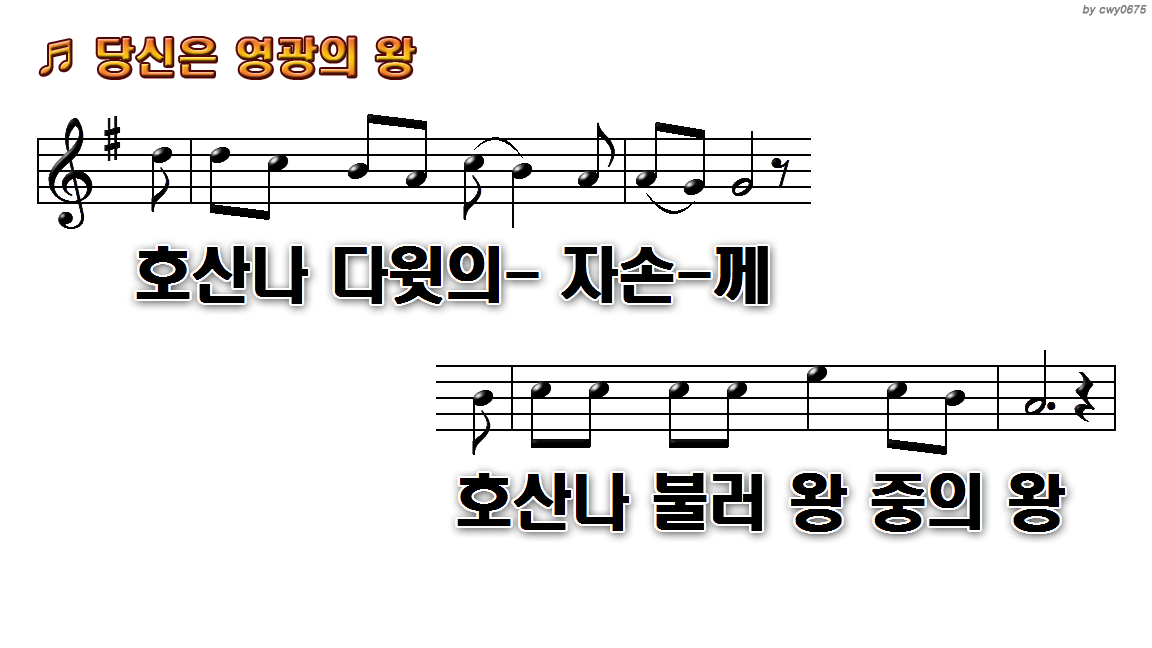 by cwy0675
♬ 당신은 영광의 왕
호산나 다윗의- 자손-께
호산나 불러 왕 중의 왕